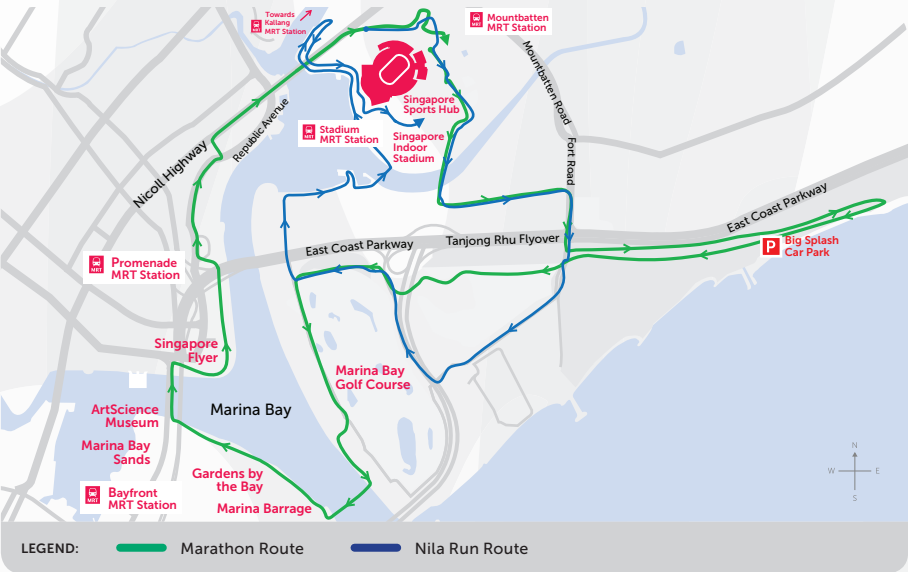 Towards
Kallang
MRT Station
MRT
Mountbatten
MRT Station
MRT
Mountbatten Road
Singapore
Sports Hub
Republic Avenue
Stadium
MRT Station
MRT
Singapore
Indoor
Stadium
Nicoll Highway
Fort Road
East Coast Parkway
East Coast Parkway
Tanjong Rhu Flyover
P
Big Splash
Car Park
Promenade
MRT Station
MRT
Singapore
Flyer
Marina Bay
Golf Course
ArtScience
Museum
Marina Bay
Marina Bay
Sands
Gardens by
the Bay
Bayfront
MRT Station
MRT
Marina Barrage
N
W
E
S
LEGEND:
Marathon Route
Nila Run Route